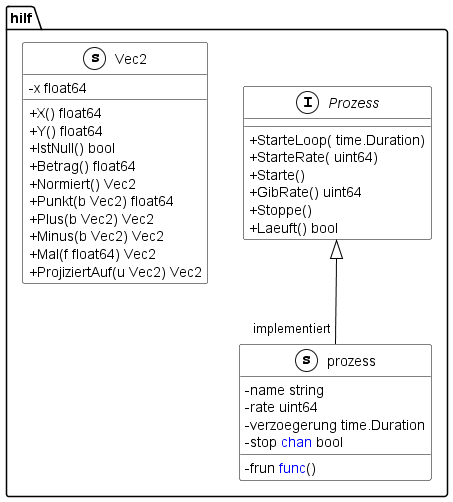 hilf
S Vec2
-x float64
+X() float64
+Y() float64
+IstNull() bool
+Betrag() float64
+Normiert() Vec2
+Punkt(b Vec2) float64
+Plus(b Vec2) Vec2
+Minus(b Vec2) Vec2
+Mal(f float64) Vec2
+ProjiziertAuf(u Vec2) Vec2
I Prozess
+StarteLoop( time.Duration)
+StarteRate( uint64)
+Starte()
+GibRate() uint64
+Stoppe()
+Laeuft() bool
implementiert
S prozess
-name string
-rate uint64
-verzoegerung time.Duration
-stop chan bool
-frun func()